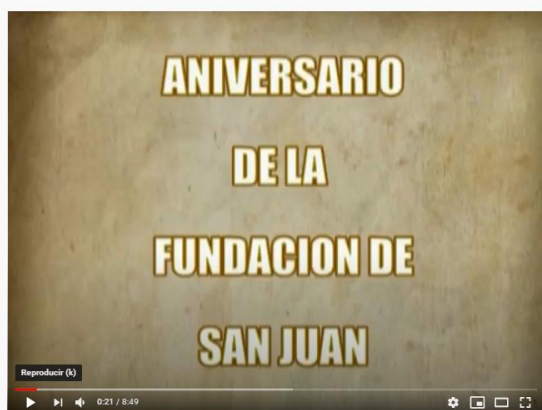 ANIVERSARIO
DE LA
FUNDACION DE
SAN JUAN
Reproducir (k)
0:21 / 8:49